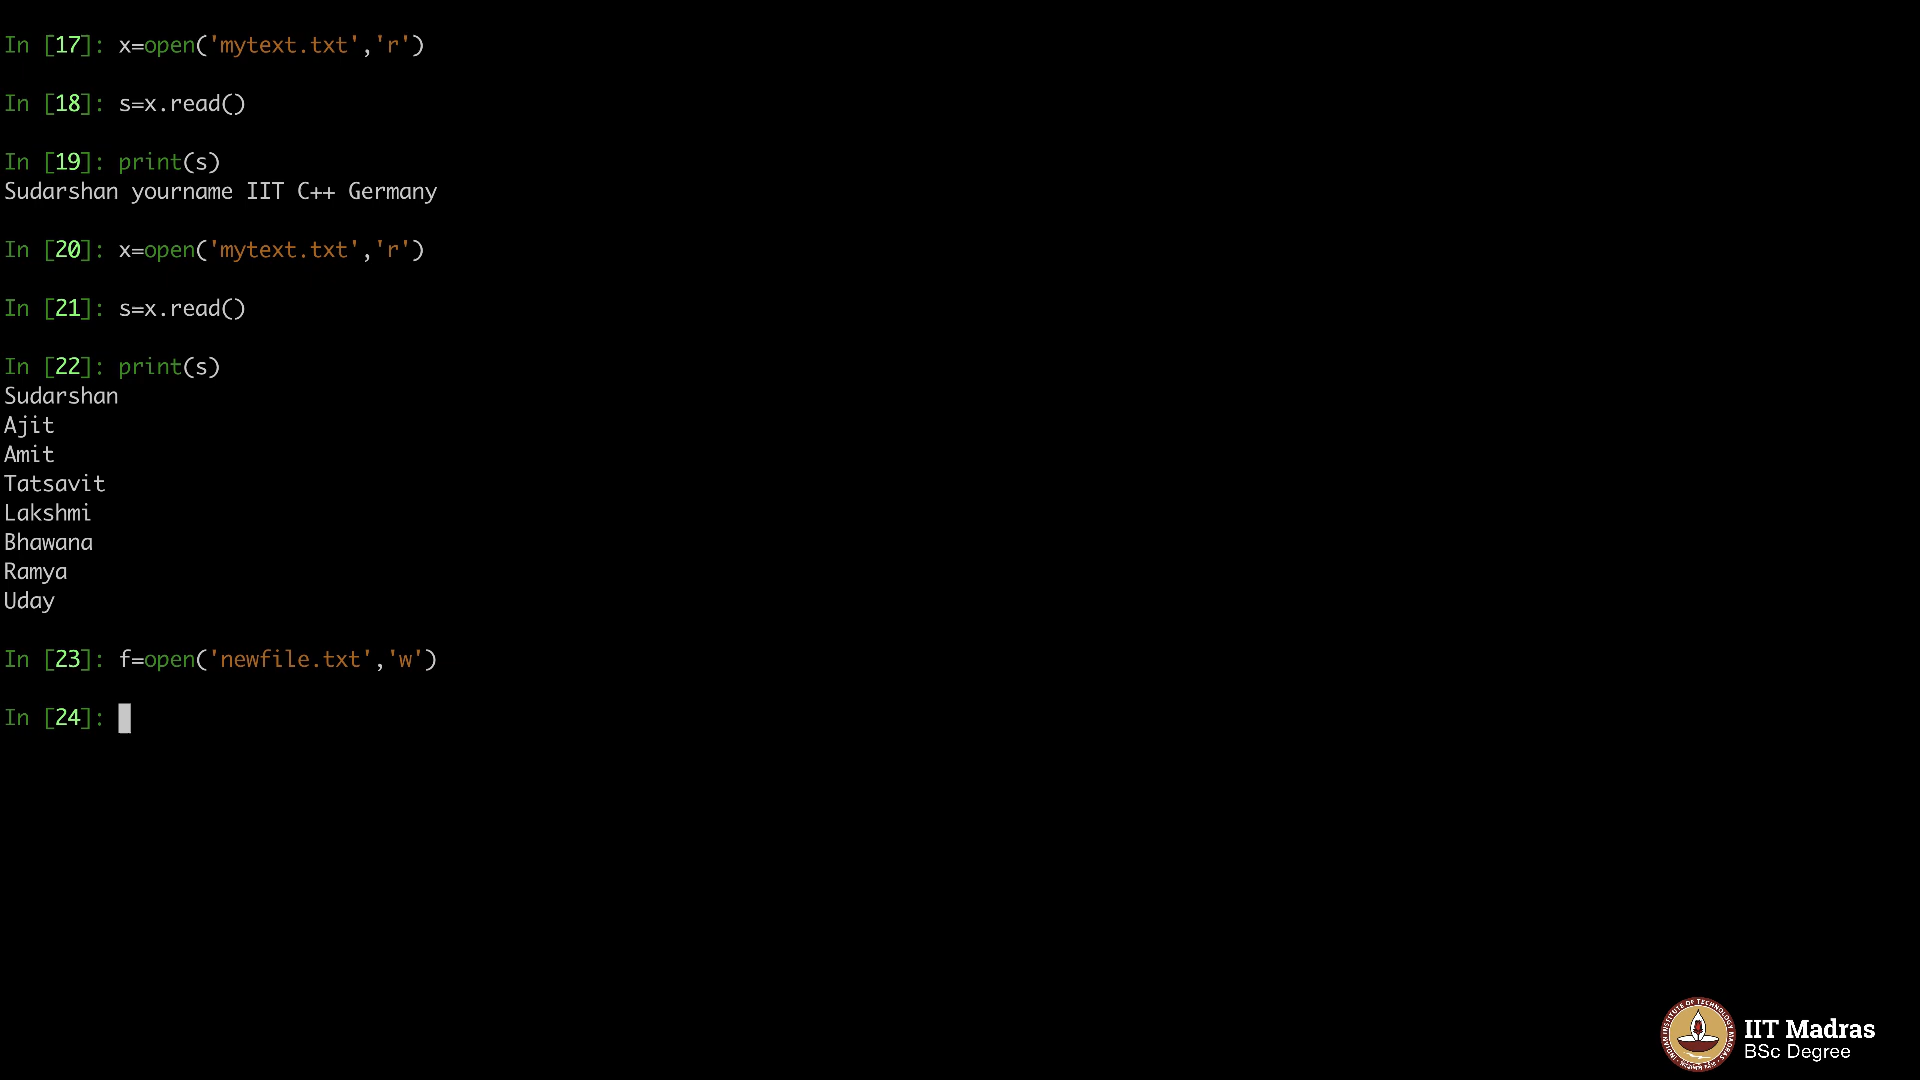 In [17]: x=open('mytext.txt','r')
In [18]: s=x.read()
In [19]: print(s)
Sudarshan yourname IIT C++ Germany
In [20]: x=open('mytext.txt','r')
In [21]: s=x.read()
In [22]: print(s)
Sudarshan
Ajit
Amit
Tatsavit
Lakshmi
Bhawana
Ramya
Uday
In [23]: f=open('newfile.txt','w')
In [24]:
IIT Madras
BSc Degree